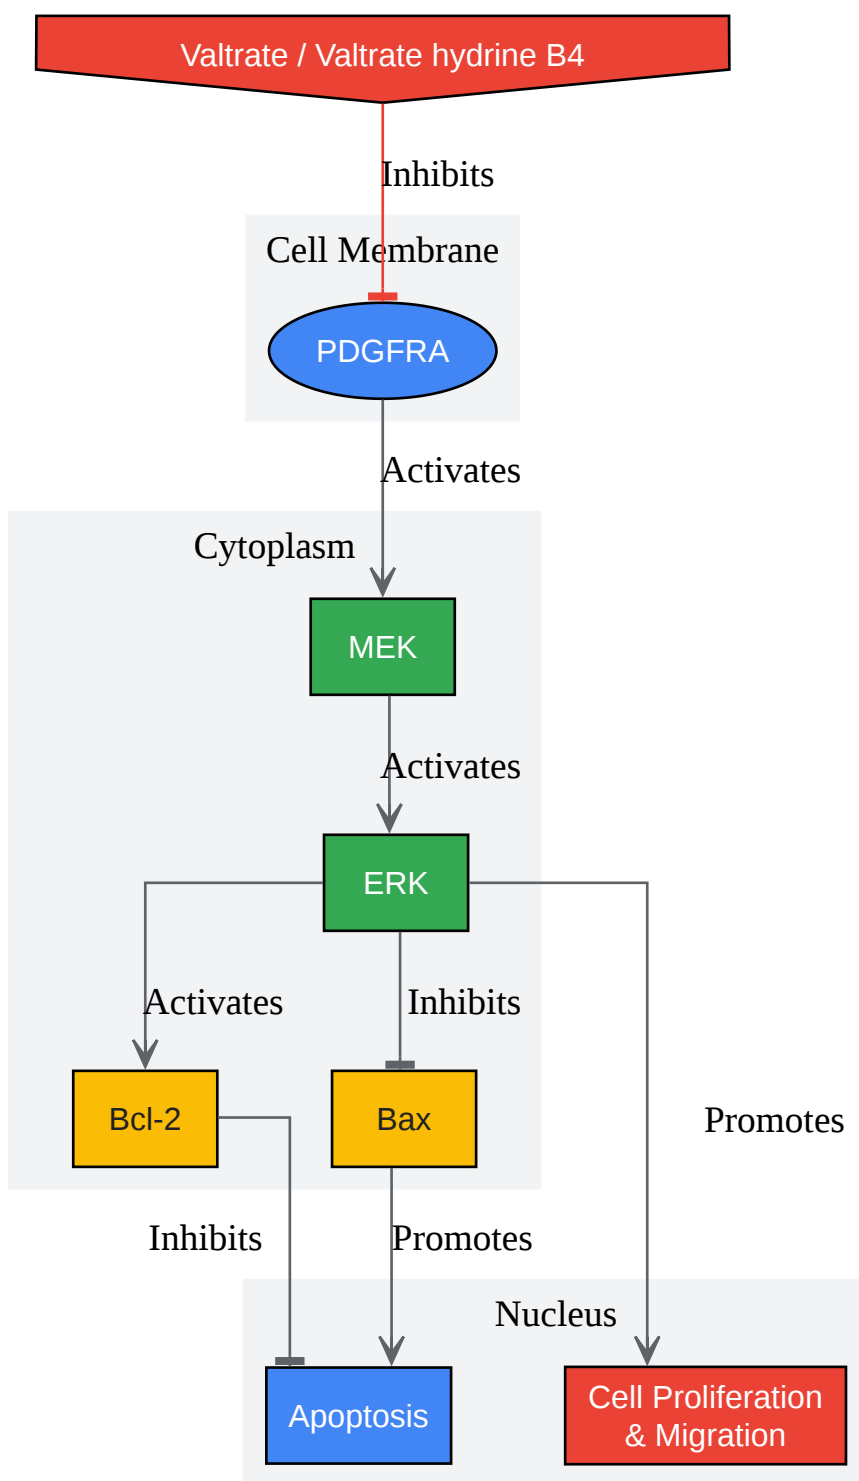 Valtrate / Valtrate hydrine B4
Inhibits
Cell Membrane
PDGFRA
Activates
Cytoplasm
MEK
Activates
ERK
Activates
Inhibits
Bcl-2
Bax
Promotes
Inhibits
Promotes
Nucleus
Apoptosis
Cell Proliferation
& Migration